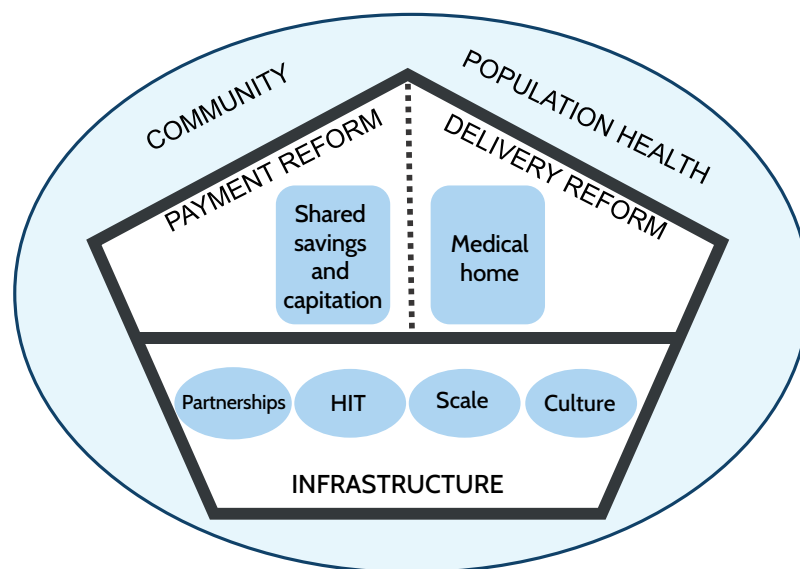 COMMUNITY
POPULATION HEALTH
PAYMENT REFORM
DELIVERY REFORM
Shared
savings
and
capitation
Medical
home
Partnerships
HIT
Scale
Culture
INFRASTRUCTURE